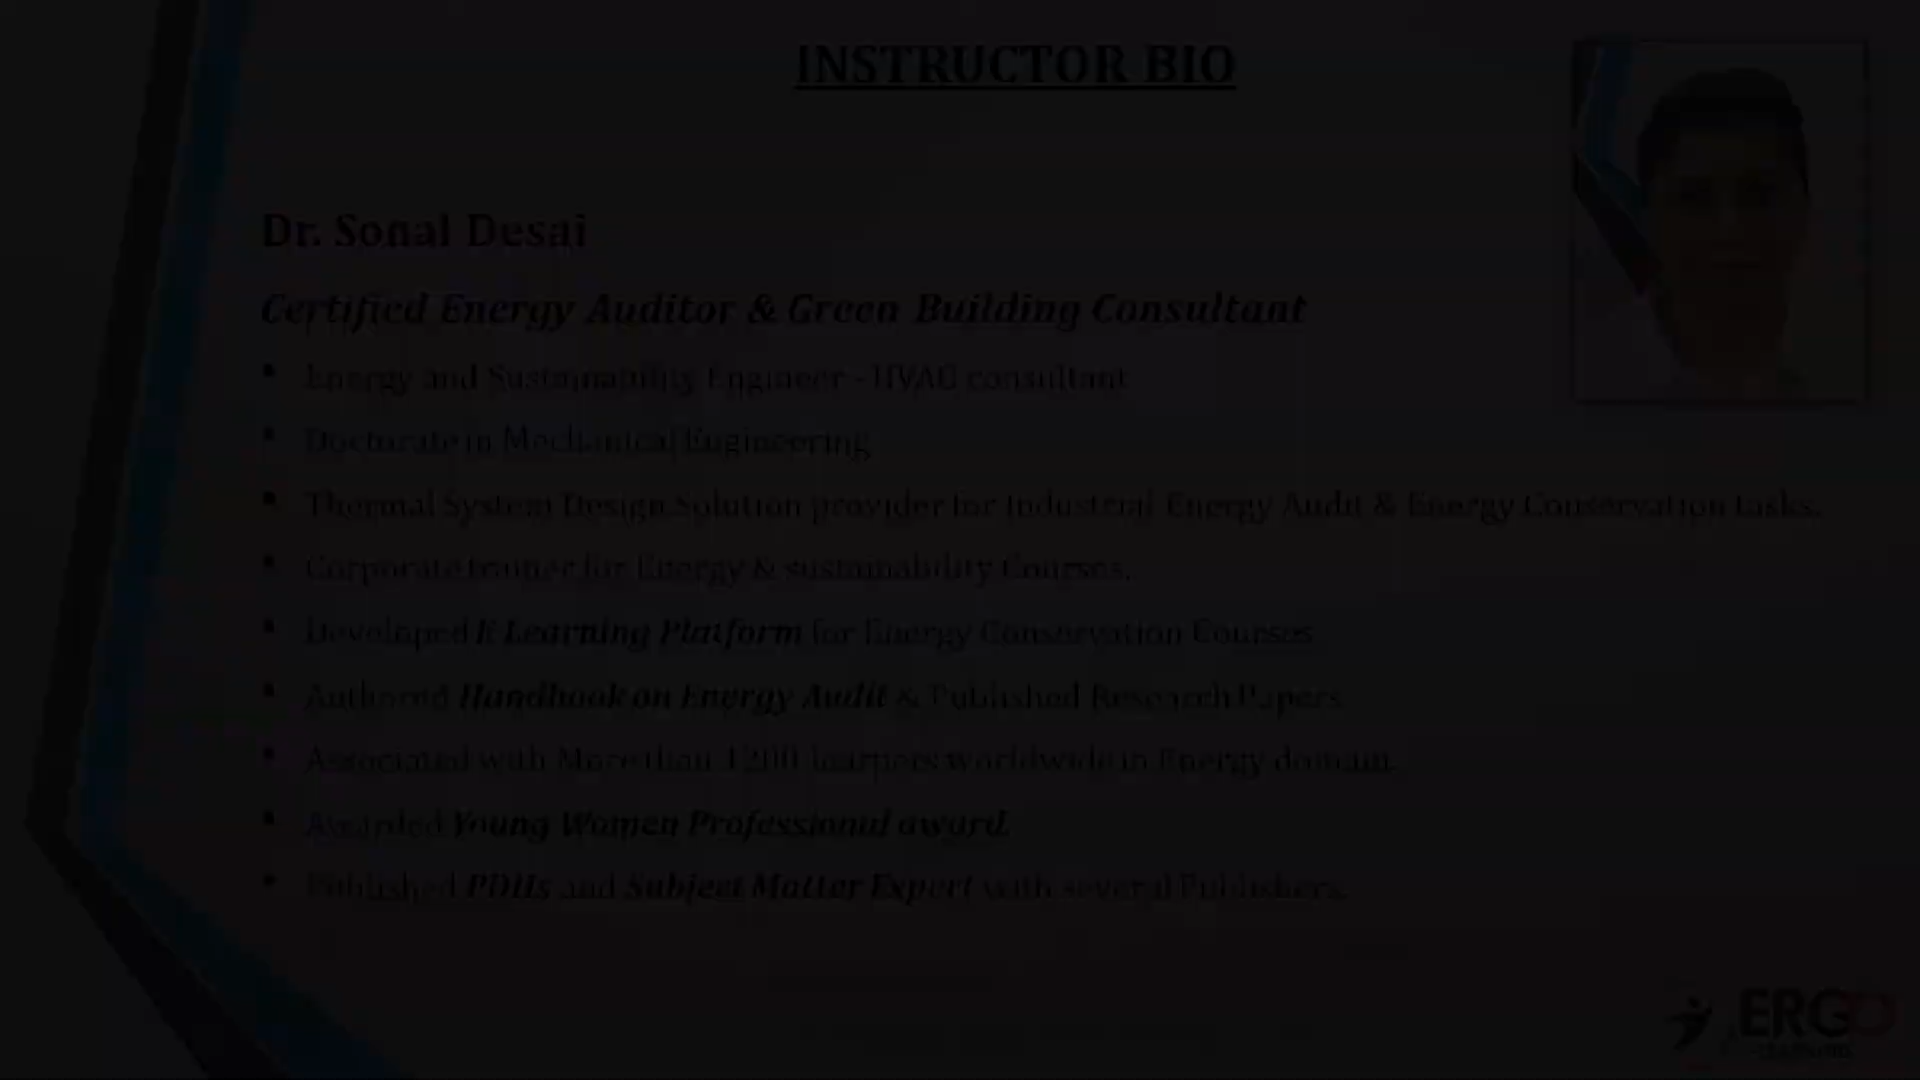 INSTRUCTOR BIO
Dr. Sonal Desai
Certified Energy Auditor & Green Building Consultant
Energy and Sustainability Engineer - HVAC consultant
Doctorate in Mechanical Engineering
Thermal System Design Solution provider for Industrial Energy Audit & Energy Conservation tasks.
Corporate trainer for Energy & sustainability Courses.
Developed E Learning Platform for Energy Conservation Courses
Authored Handbook on Energy Audit & Published Research Papers
Associated with More than 1200 learners worldwide in Energy domain.
Awarded Young Women Professional award.
Published PDHs and Subject Matter Expert with several Publishers.
ERGO